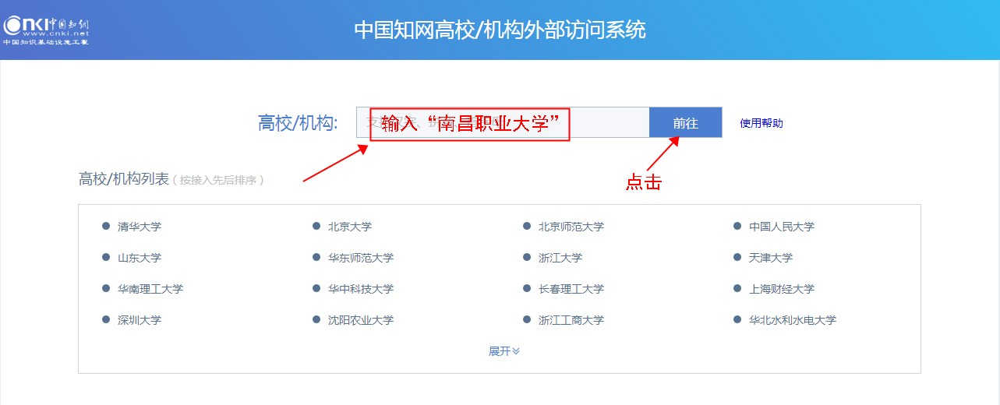 cnki中国知网
www.cnki.net
中国知识基础设施工程
中国知网高校/机构外部访问系统
高校/机构:
输入“南昌职业大学”
前往
使用帮助
点击
高校/机构列表（按接入先后排序）
清华大学 北京大学 北京师范大学 中国人民大学
山东大学 华东师范大学 浙江大学 天津大学
华南理工大学 华中科技大学 长春理工大学 上海财经大学
深圳大学 沈阳农业大学 浙江工商大学 华北水利水电大学
展开